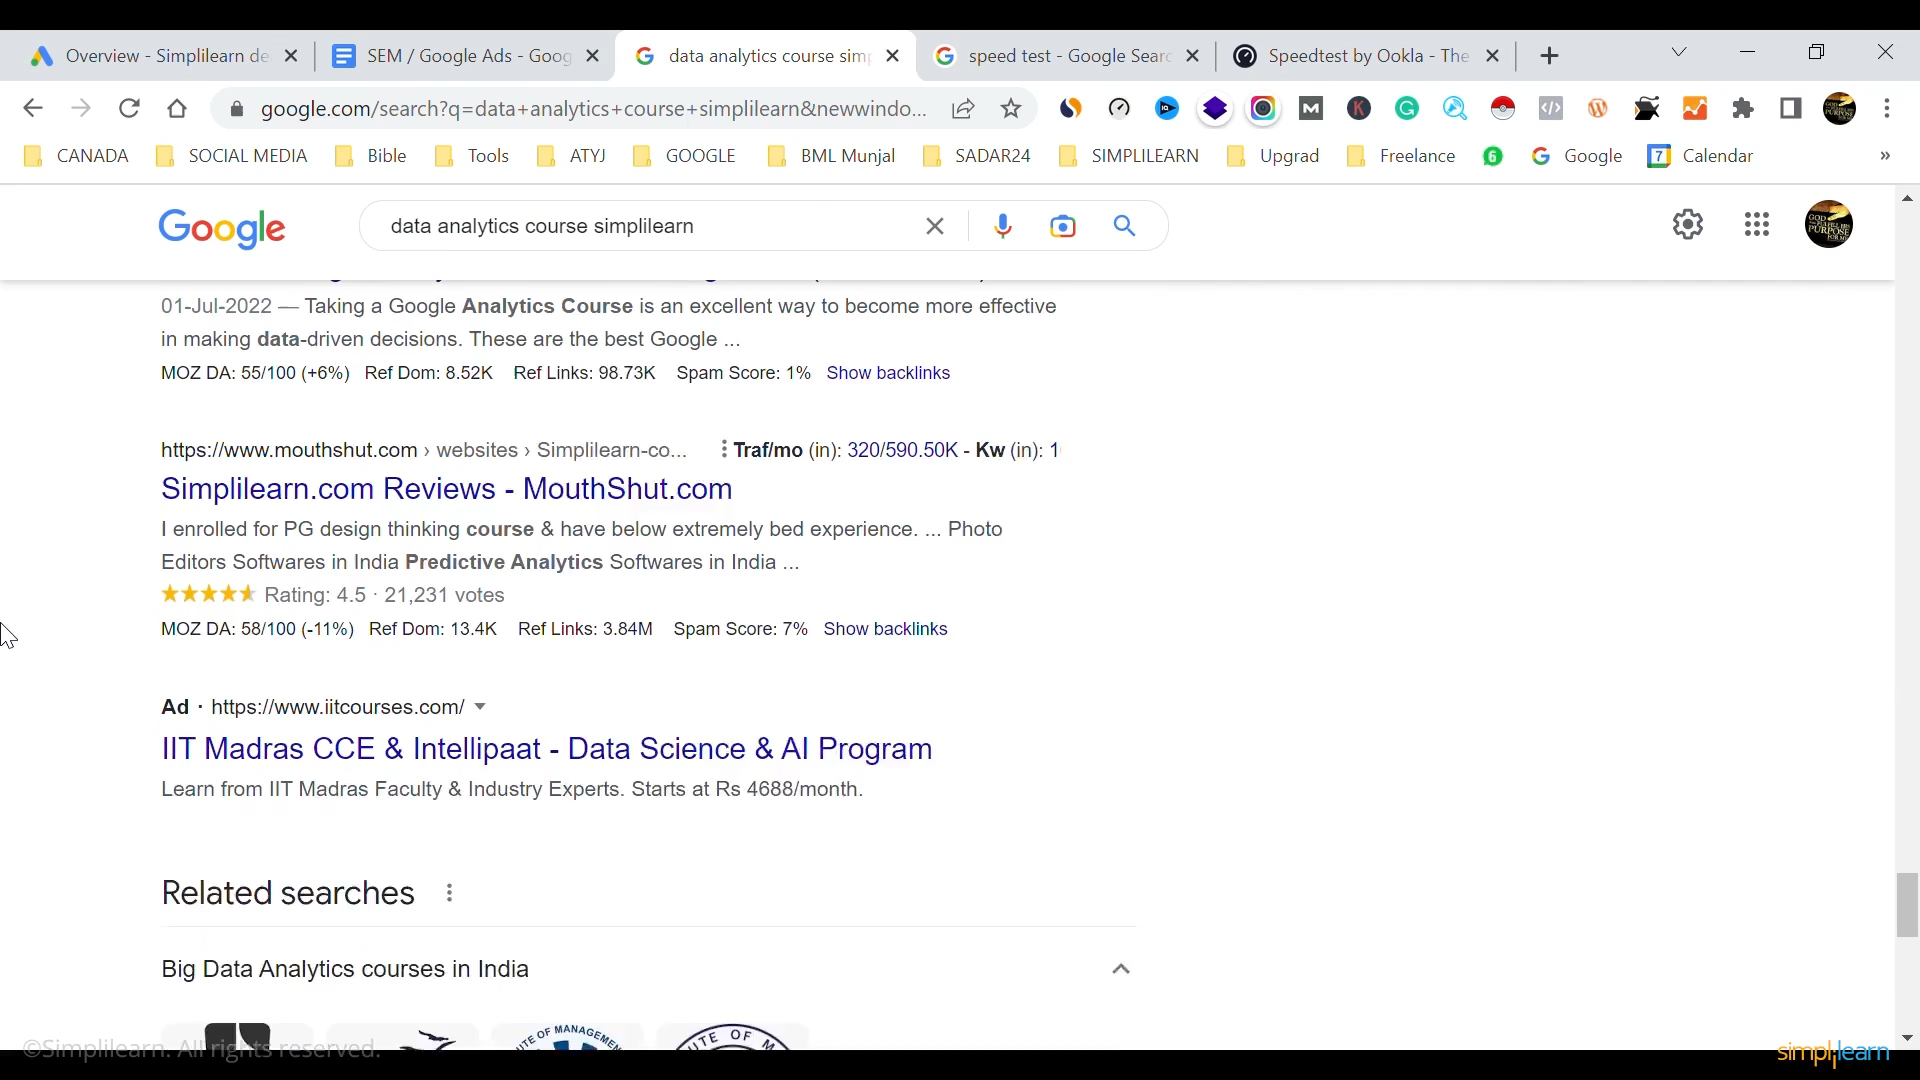 Overview - Simplilearn de
SEM / Google Ads - Goog
data analytics course sim
speed test - Google Searc
Speedtest by Ookla - The
google.com/search?q=data+analytics+course+simplilearn&newwindo...
CANADA
SOCIAL MEDIA
Bible
Tools
ATYJ
GOOGLE
BML Munjal
SADAR24
SIMPLILEARN
Upgrad
Freelance
Google
7
Calendar
»
Google
data analytics course simplilearn
01-Jul-2022 — Taking a Google Analytics Course is an excellent way to become more effective
in making data-driven decisions. These are the best Google ...
MOZ DA: 55/100 (+6%) Ref Dom: 8.52K Ref Links: 98.73K Spam Score: 1% Show backlinks
https://www.mouthshut.com › websites › Simplilearn-co...
Traf/mo (in): 320/590.50K - Kw (in): 1
Simplilearn.com Reviews - MouthShut.com
I enrolled for PG design thinking course & have below extremely bed experience. ... Photo
Editors Softwares in India Predictive Analytics Softwares in India ...
Rating: 4.5 · 21,231 votes
MOZ DA: 58/100 (-11%) Ref Dom: 13.4K Ref Links: 3.84M Spam Score: 7% Show backlinks
Ad · https://www.iitcourses.com/
IIT Madras CCE & Intellipaat - Data Science & AI Program
Learn from IIT Madras Faculty & Industry Experts. Starts at Rs 4688/month.
Related searches
Big Data Analytics courses in India
UTE OF MANAGEME
UTE OF M
©Simplilearn. All rights reserved.
simplilearn